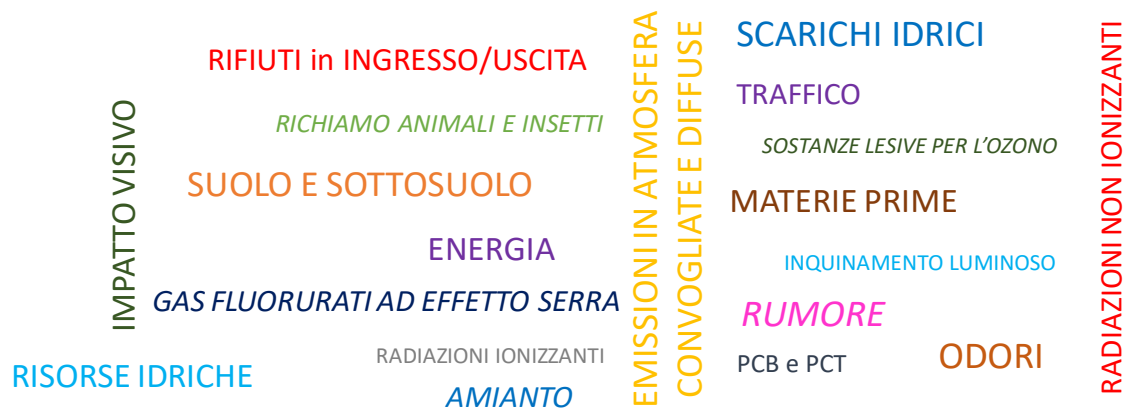 RIFIUTI in INGRESSO/USCITA
RICHIAMO ANIMALI E INSETTI
IMPATTO VISIVO
SUOLO E SOTTOSUOLO
ENERGIA
GAS FLUORURATI AD EFFETTO SERRA
RADIAZIONI IONIZZANTI
RISORSE IDRICHE
AMIANTO
EMISSIONI IN ATMOSFERA
CONVOGLIATE E DIFFUSE
SCARICHI IDRICI
TRAFFICO
SOSTANZE LESIVE PER L'OZONO
MATERIE PRIME
INQUINAMENTO LUMINOSO
RUMORE
PCB e PCT
ODORI
RADIAZIONI NON IONIZZANTI